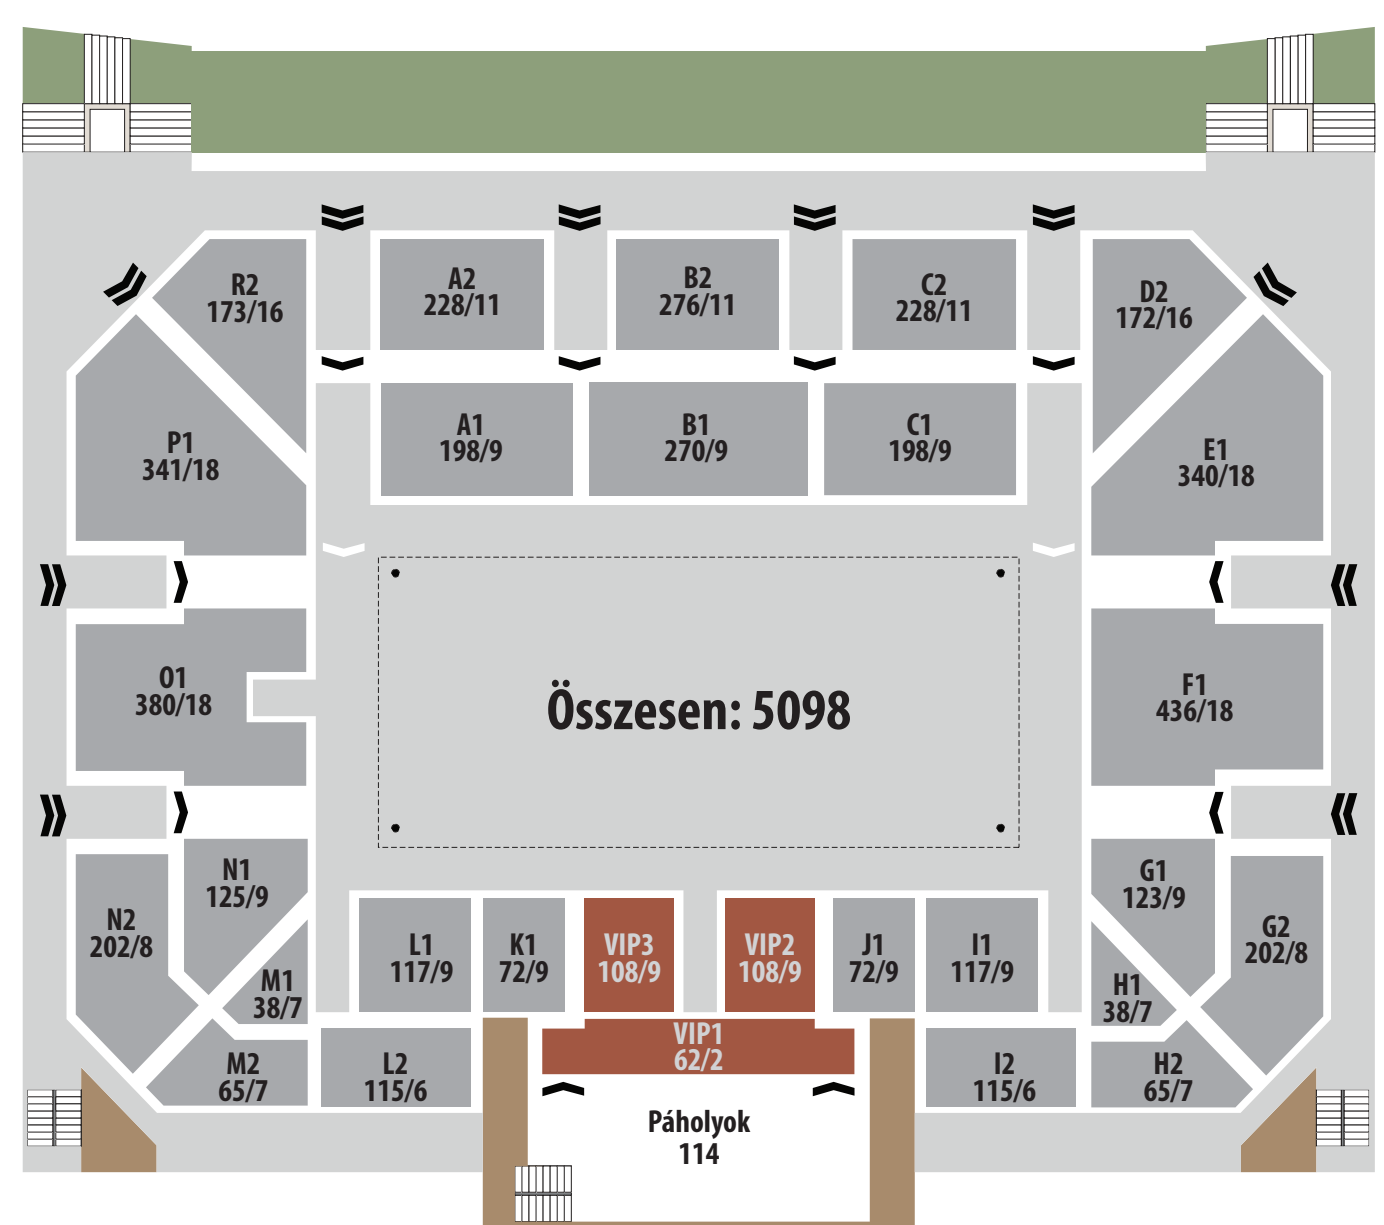 R2
173/16
A2
228/11
B2
276/11
C2
228/11
D2
172/16
P1
341/18
A1
198/9
B1
270/9
C1
198/9
E1
340/18
O1
380/18
Összesen: 5098
F1
436/18
N2
202/8
N1
125/9
M1
38/7
L1
117/9
K1
72/9
VIP3
108/9
VIP2
108/9
J1
72/9
I1
117/9
H1
38/7
G1
123/9
G2
202/8
M2
65/7
L2
115/6
VIP1
62/2
I2
115/6
H2
65/7
Páholyok
114